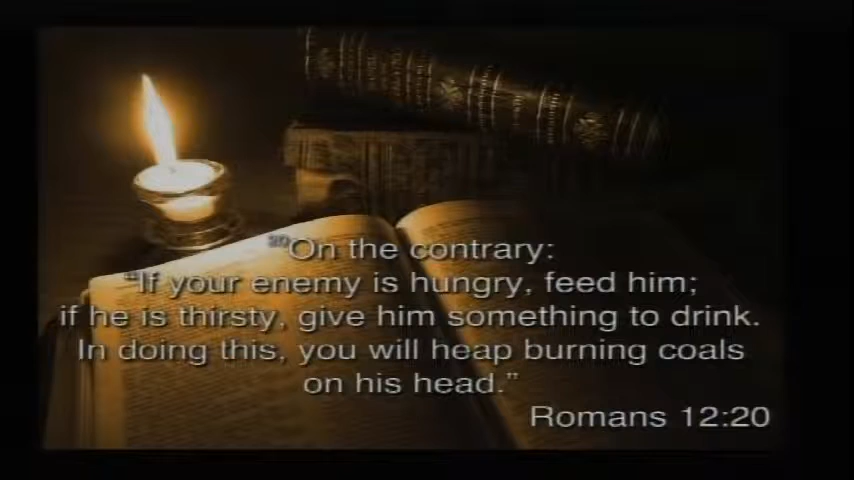 20On the contrary:
“If your enemy is hungry, feed him;
if he is thirsty, give him something to drink.
In doing this, you will heap burning coals
on his head.”
Romans 12:20